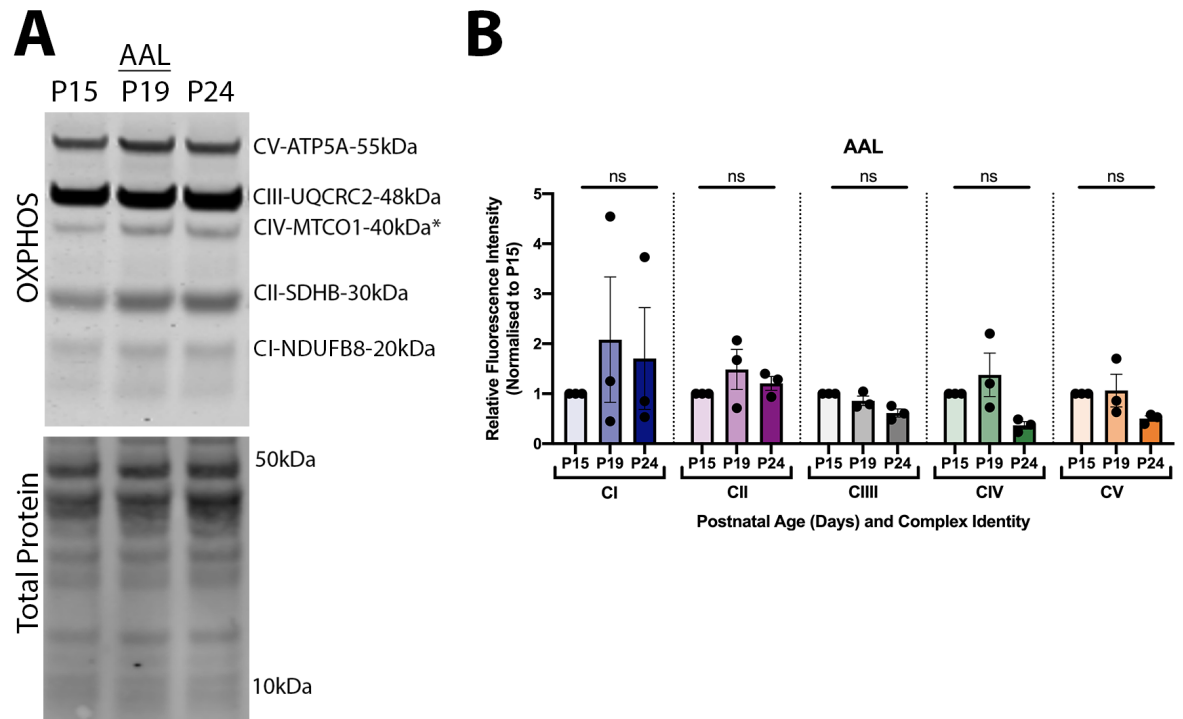 A
AAL
P15 P19 P24
OXPHOS
CV-ATP5A-55kDa
CIII-UQCRC2-48kDa
CIV-MTCO1-40kDa*
CII-SDHB-30kDa
CI-NDUFB8-20kDa
Total Protein
50kDa
10kDa
B
AAL
ns ns ns ns ns
Relative Fluorescence Intensity
(Normalised to P15)
5
4
3
2
1
0
P15 P19 P24 P15 P19 P24 P15 P19 P24 P15 P19 P24 P15 P19 P24
CI CII CIIII CIV CV
Postnatal Age (Days) and Complex Identity